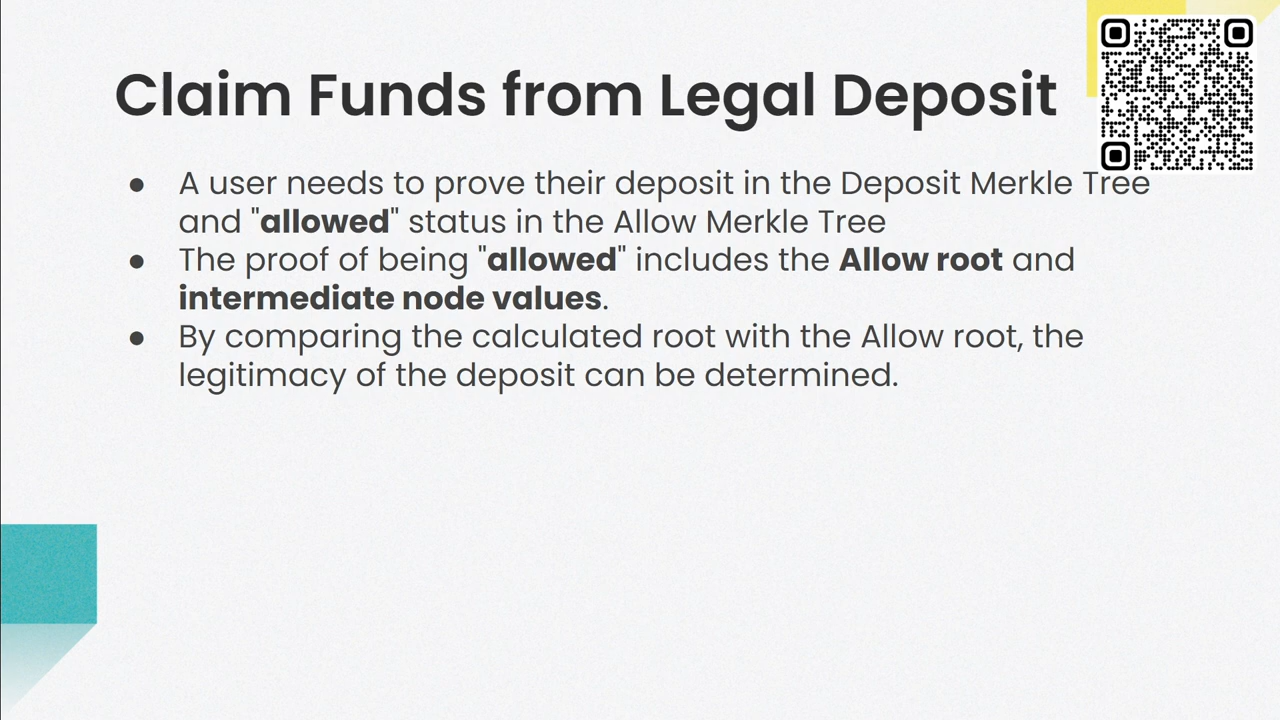 Claim Funds from Legal Deposit
● A user needs to prove their deposit in the Deposit Merkle Tree
and "allowed" status in the Allow Merkle Tree
● The proof of being "allowed" includes the Allow root and
intermediate node values.
● By comparing the calculated root with the Allow root, the
legitimacy of the deposit can be determined.